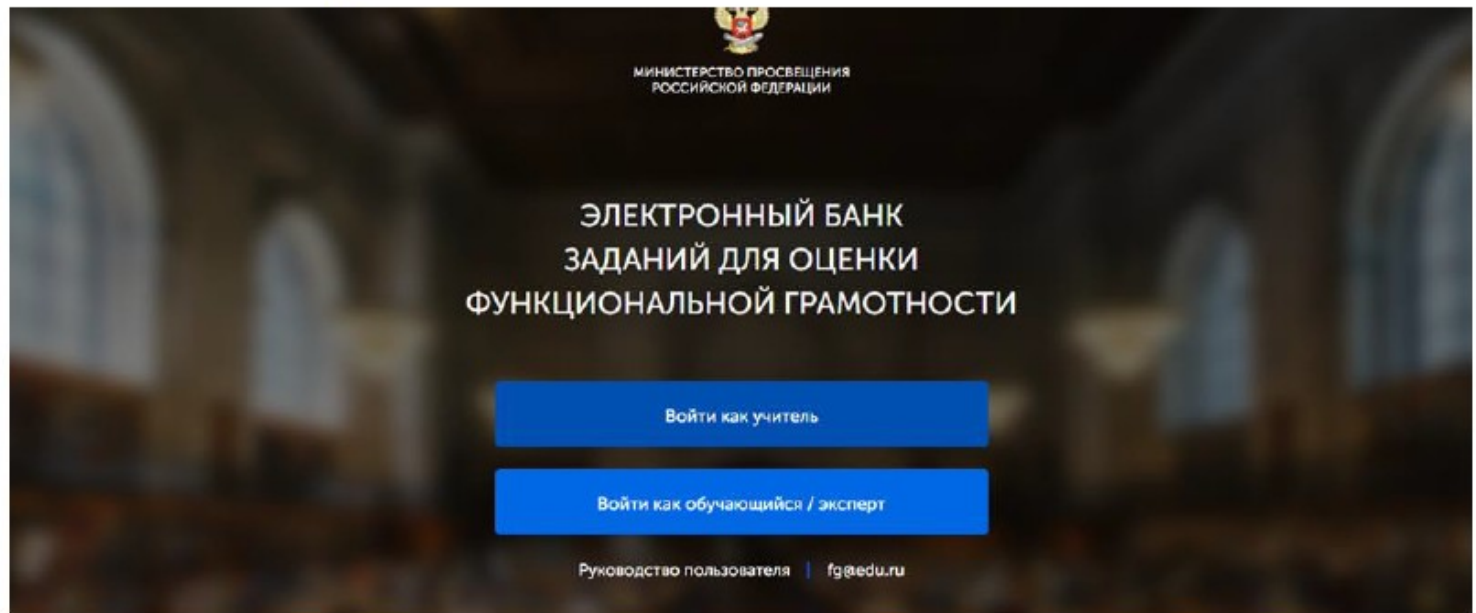 МИНИСТЕРСТВО ПРОСВЕЩЕНИЯ
РОССИЙСКОЙ ФЕДЕРАЦИИ
ЭЛЕКТРОННЫЙ БАНК
ЗАДАНИЙ ДЛЯ ОЦЕНКИ
ФУНКЦИОНАЛЬНОЙ ГРАМОТНОСТИ
Войти как учитель
Войти как обучающийся / эксперт
Руководство пользователя | fg@edu.ru